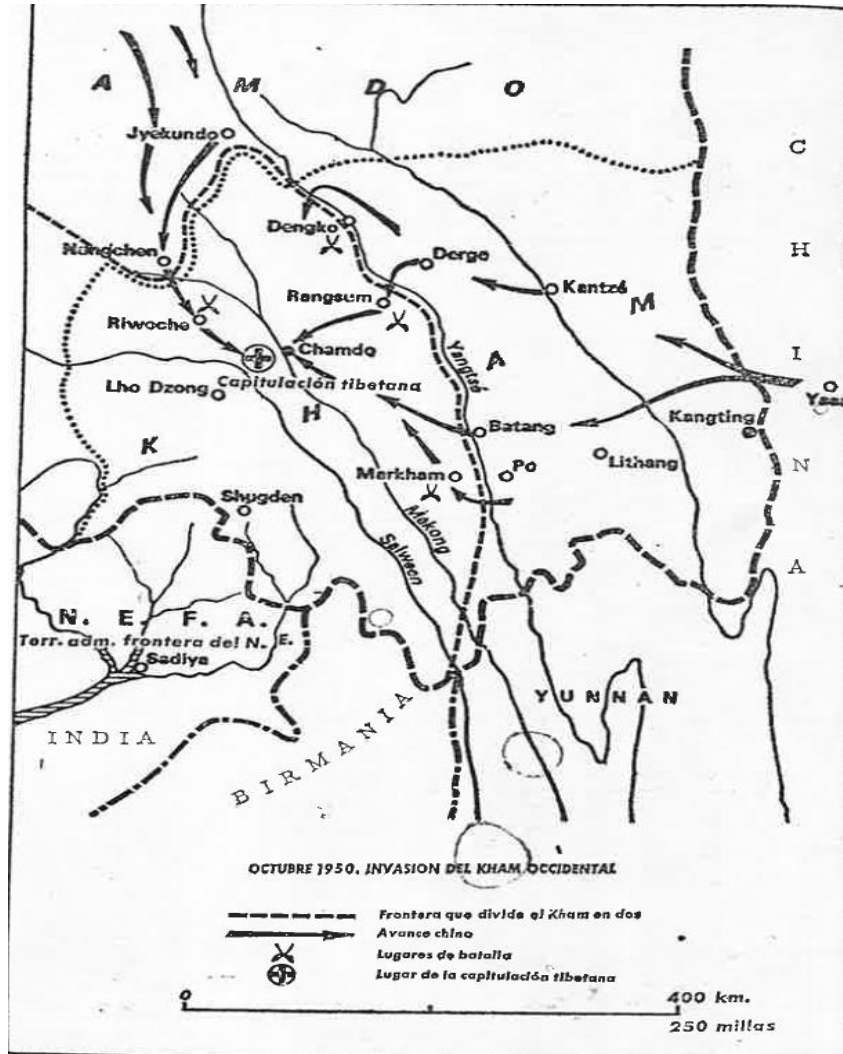 A M D O
Jyekundo
C H I N A
Dengko
Nangchen
Derge
Rangsum
Kantzé
Riwoche
Chamdo
Yangtsé
K H A M
Lho Dzong
Capitulación tibetana
Batang
Kangting
Lithang
Markham
Po
Shugden
Mekong
Salween
N. E. F. A.
Terr. adm. frontera del N. E.
Sadiya
YUNNAN
INDIA
BIRMANIA
OCTUBRE 1950. INVASION DEL KHAM OCCIDENTAL
Frontera que divide el Kham en dos
Avance chino
Lugares de batalla
Lugar de la capitulación tibetana
0
400 km.
250 millas